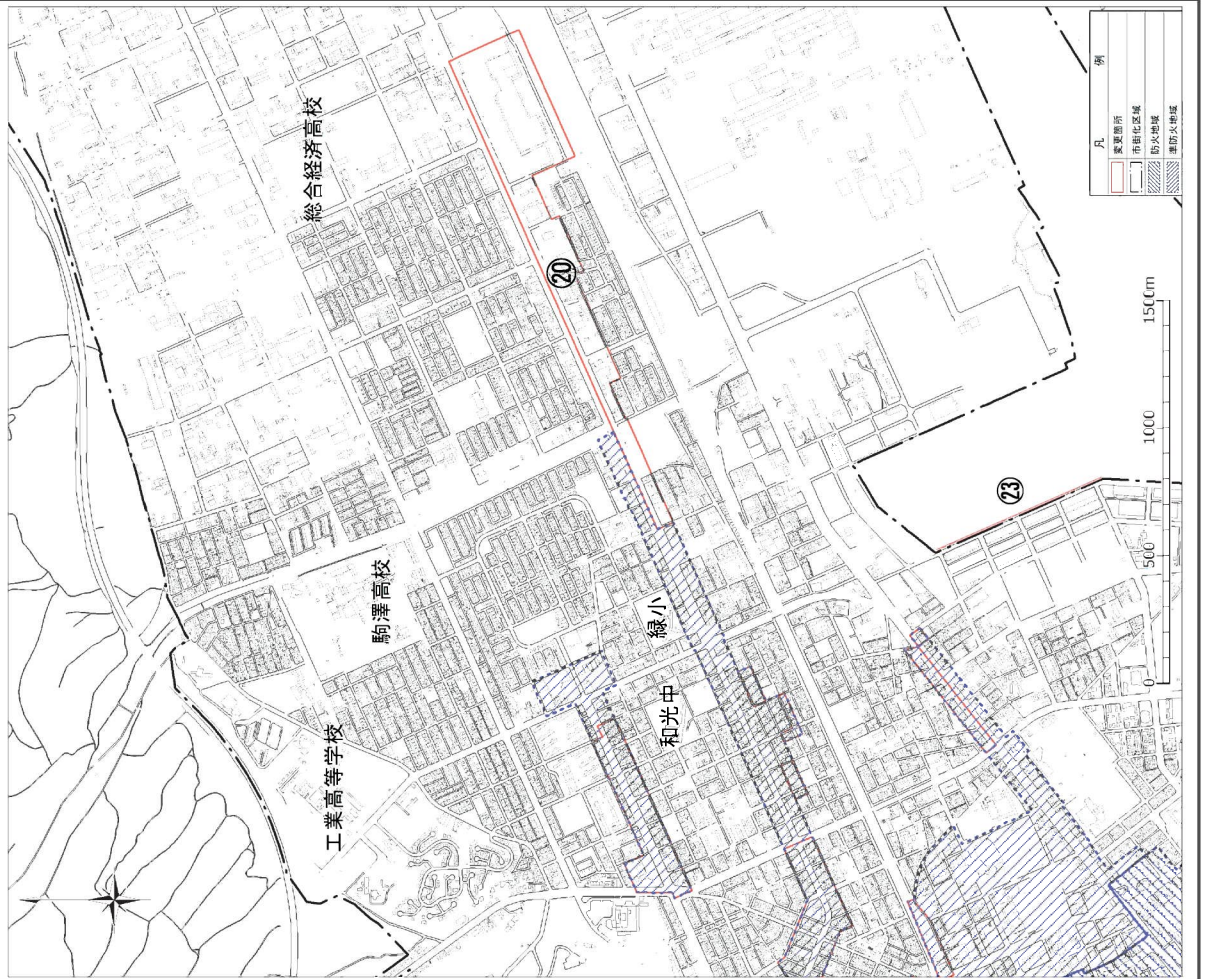 総合経済高校
駒澤高校
工業高等学校
緑小
和光中
⑳
㉓
凡 例
変更箇所
市街化区域
防火地域
準防火地域
0 500 1000 1500m